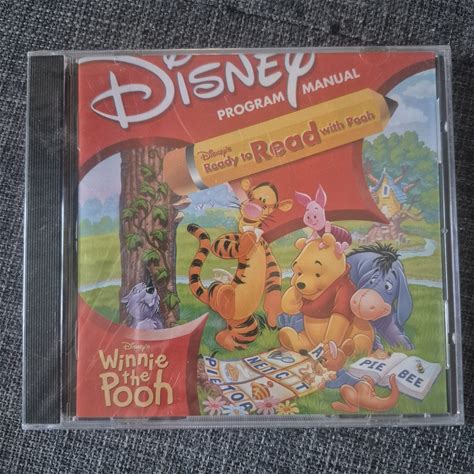 DISNEY
PROGRAM MANUAL
Disney's
Ready to Read with Pooh
Disney's
Winnie
the
Pooh
PIE
BEE